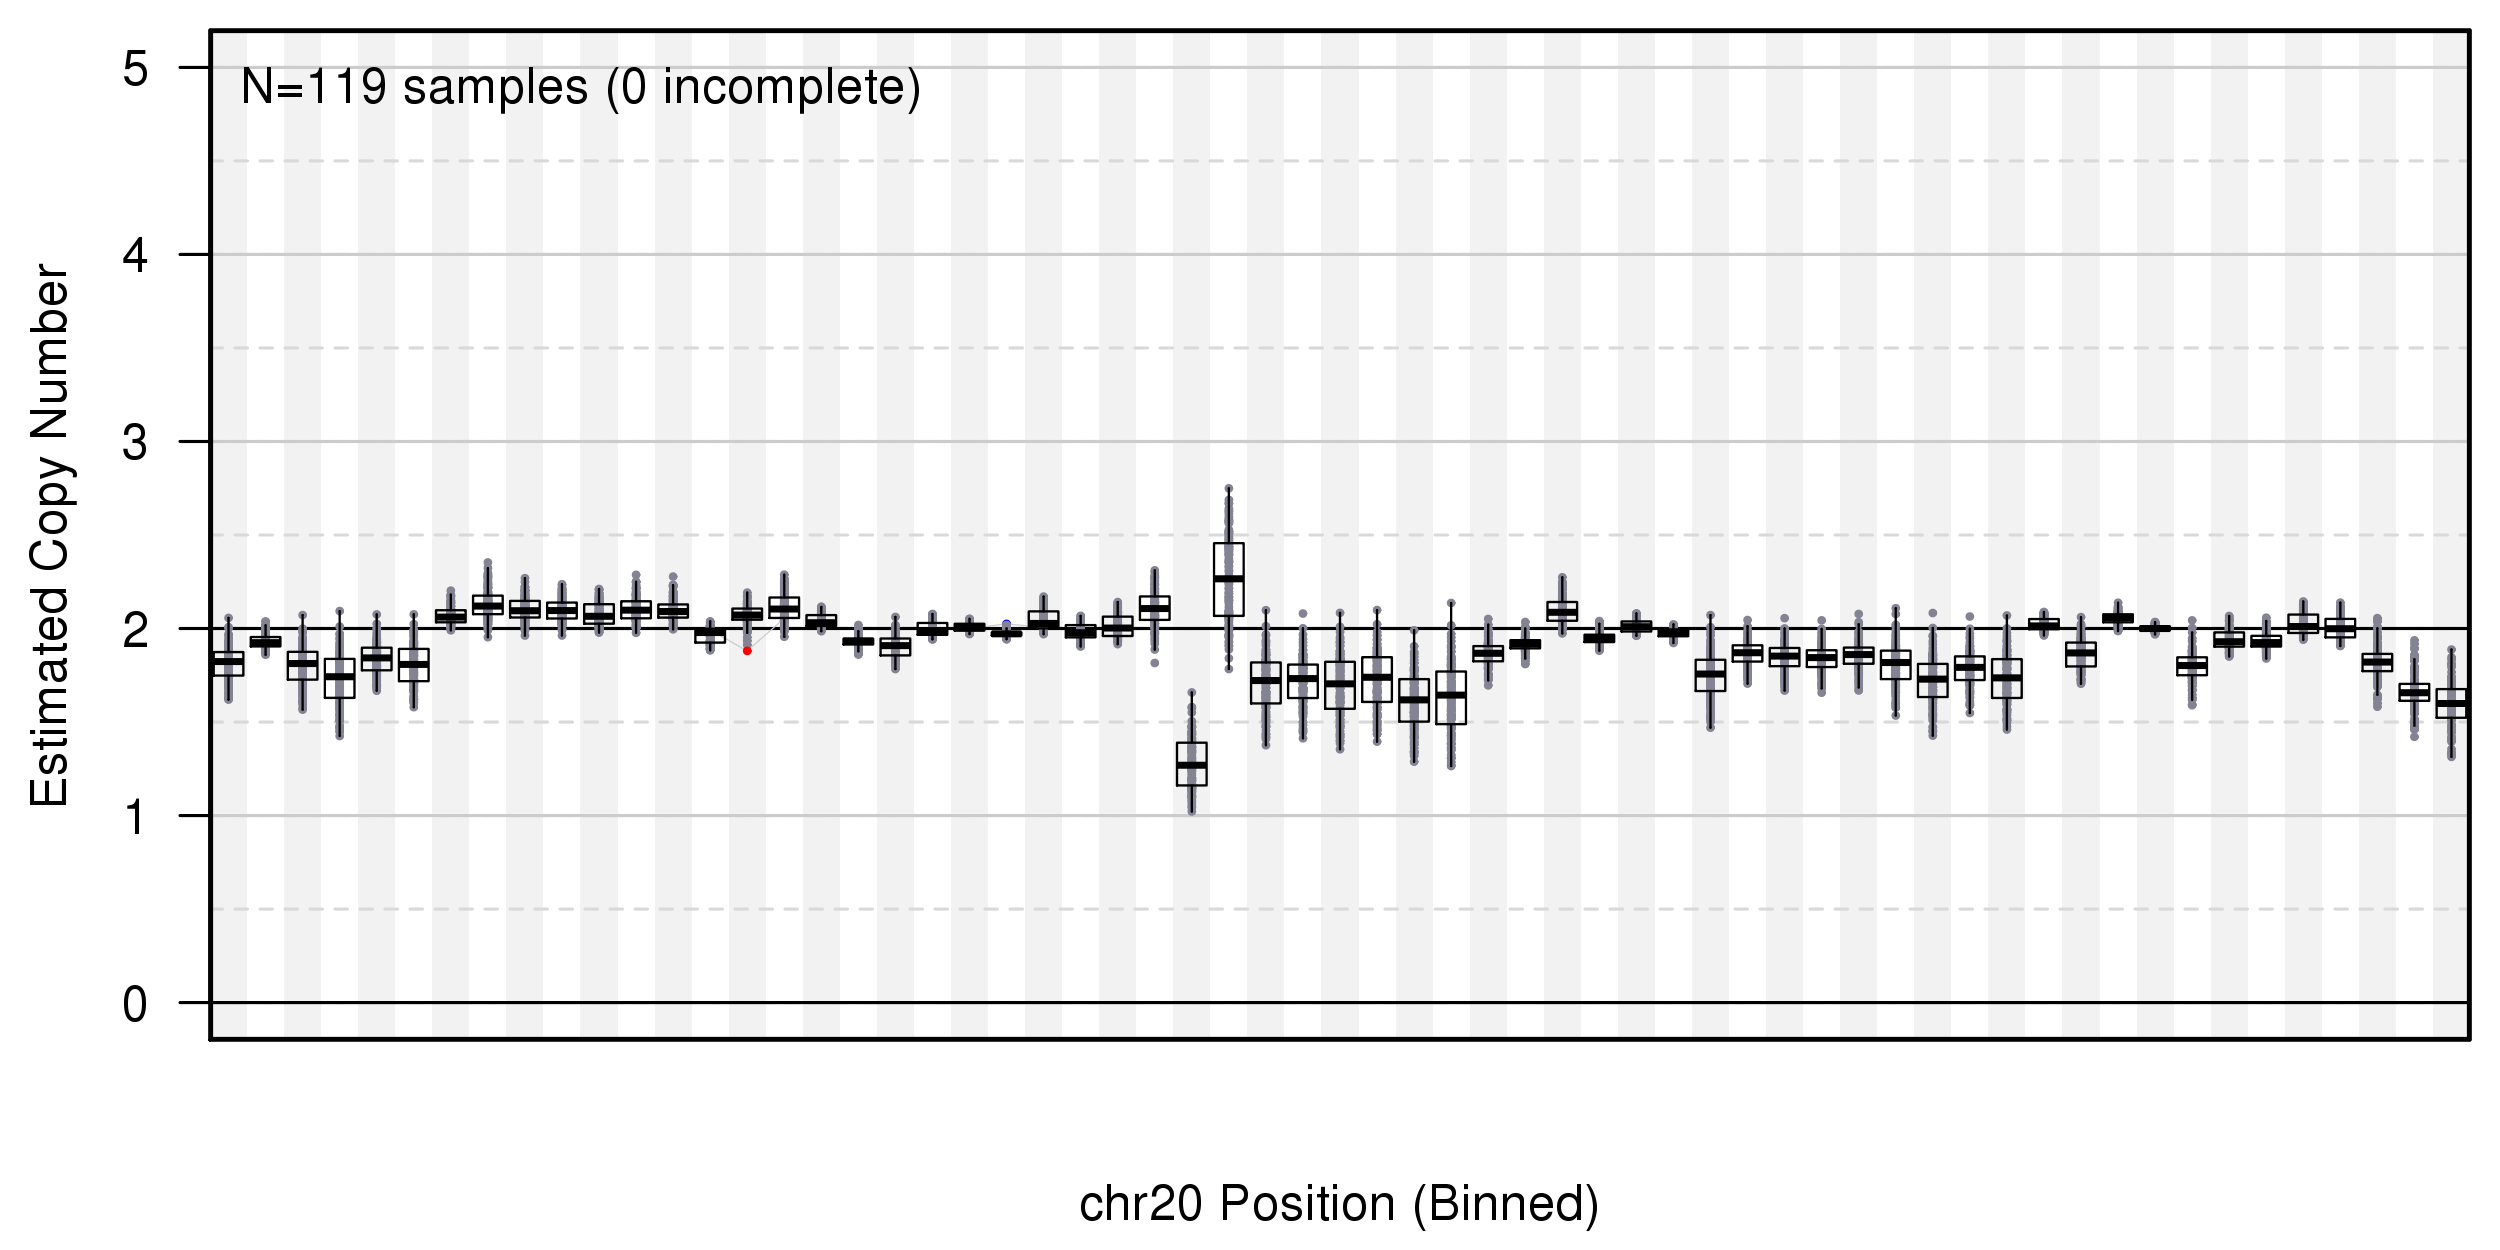 N=119 samples (0 incomplete)
5
4
3
2
1
0
Estimated Copy Number
chr20 Position (Binned)